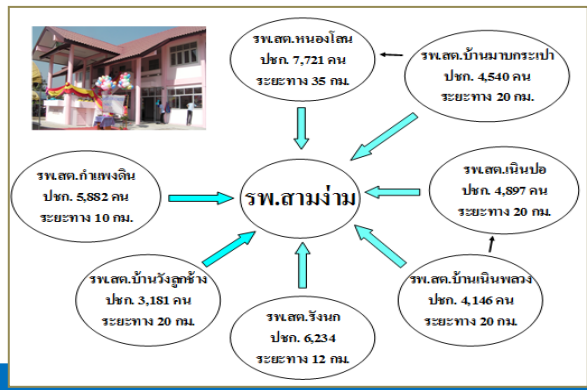 รพ.สต.หนองโสน
ปชก. 7,721 คน
ระยะทาง 35 กม.
รพ.สต.บ้านมาบกระเปา
ปชก. 4,540 คน
ระยะทาง 20 กม.
รพ.สต.กำแพงดิน
ปชก. 5,882 คน
ระยะทาง 10 กม.
รพ.สามง่าม
รพ.สต.เนินปอ
ปชก. 4,897 คน
ระยะทาง 20 กม.
รพ.สต.บ้านวังลูกช้าง
ปชก. 3,181 คน
ระยะทาง 20 กม.
รพ.สต.รังนก
ปชก. 6,234
ระยะทาง 12 กม.
รพ.สต.บ้านเนินพลวง
ปชก. 4,146 คน
ระยะทาง 20 กม.